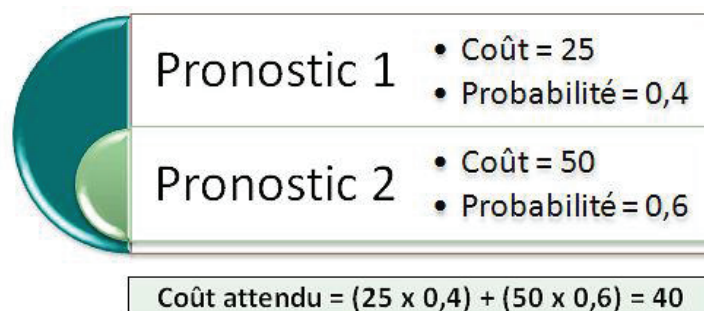 Pronostic 1
• Coût = 25
• Probabilité = 0,4
Pronostic 2
• Coût = 50
• Probabilité = 0,6
Coût attendu = (25 x 0,4) + (50 x 0,6) = 40